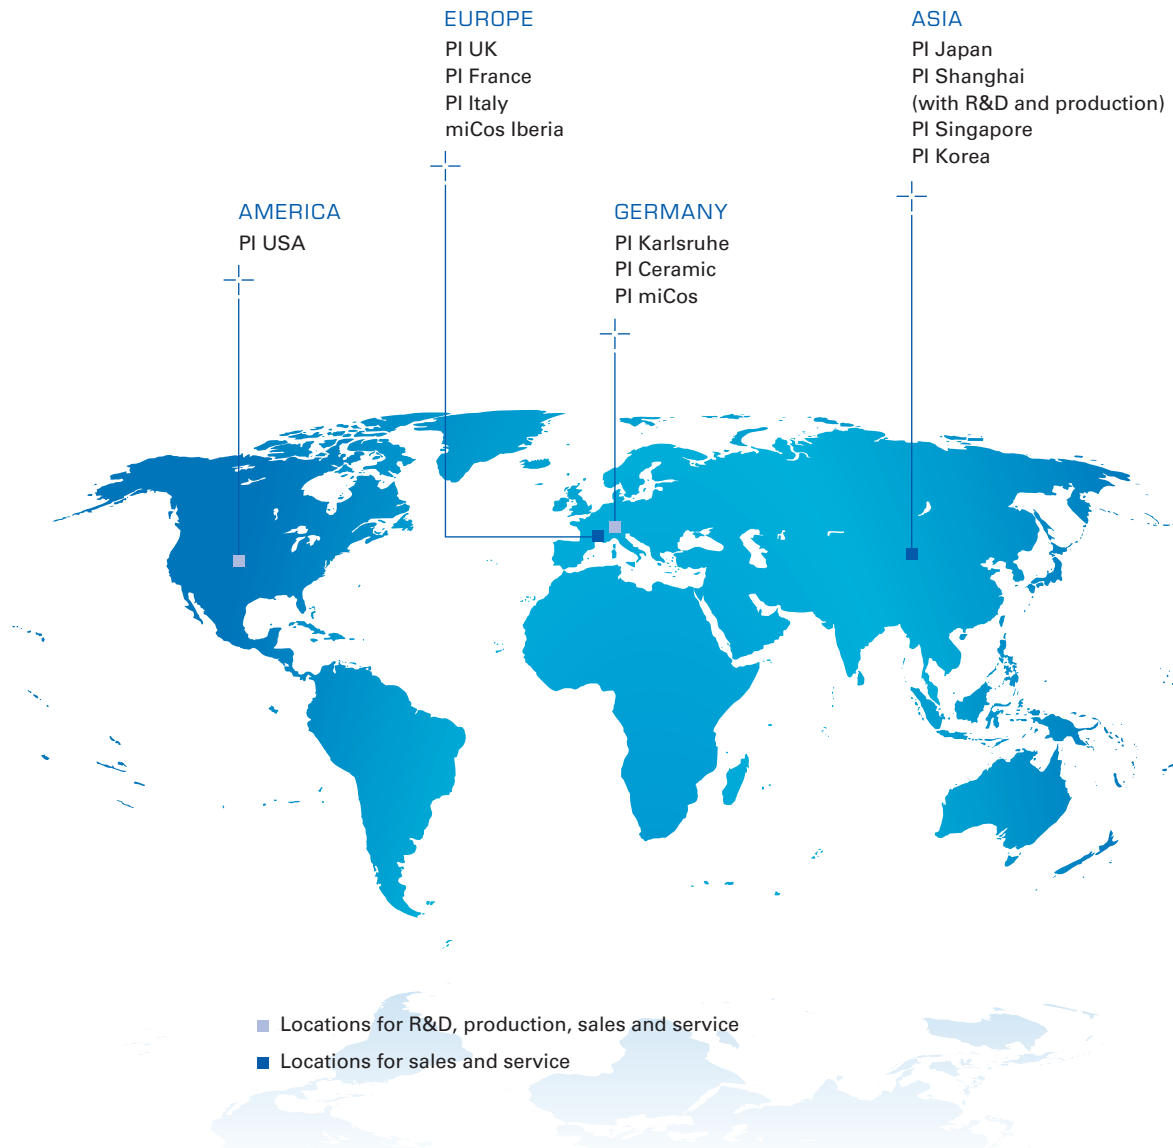 EUROPE
PI UK
PI France
PI Italy
miCos Iberia
ASIA
PI Japan
PI Shanghai
(with R&D and production)
PI Singapore
PI Korea
AMERICA
PI USA
GERMANY
PI Karlsruhe
PI Ceramic
PI miCos
Locations for R&D, production, sales and service
Locations for sales and service